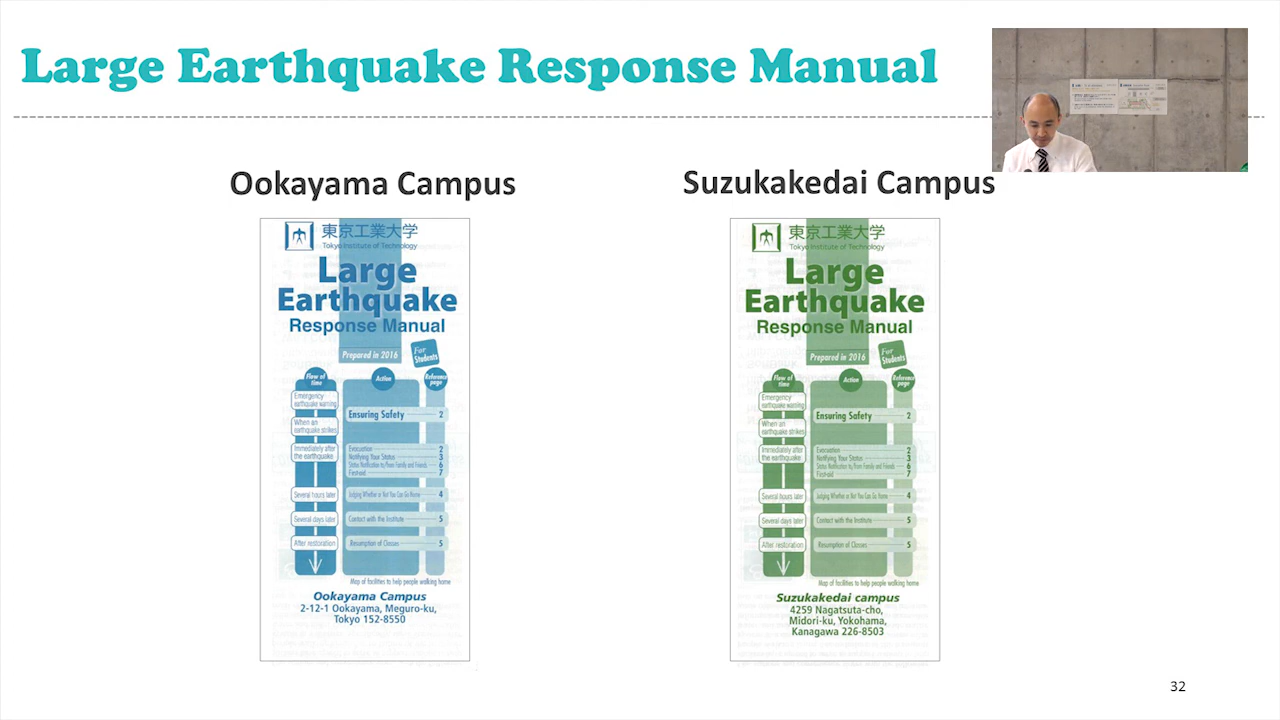 Large Earthquake Response Manual
Ookayama Campus
東京工業大学
Tokyo Institute of Technology
Large
Earthquake
Response Manual
Prepared in 2016
For
Students
Flow of
time
Action
Reference
page
Emergency
earthquake warning
When an
earthquake strikes
Ensuring Safety 2
Immediately after
the earthquake
Evacuation 2
Notifying Your Status 3
Status Notification to/from Family and Friends 6
First-aid 7
Several hours later
Judging Whether or Not You Can Go Home 4
Several days later
Contact with the Institute 5
After restoration
Resumption of Classes 5
Map of facilities to help people walking home
Ookayama Campus
2-12-1 Ookayama, Meguro-ku,
Tokyo 152-8550
Suzukakedai Campus
東京工業大学
Tokyo Institute of Technology
Large
Earthquake
Response Manual
Prepared in 2016
For
Students
Flow of
time
Action
Reference
page
Emergency
earthquake warning
When an
earthquake strikes
Ensuring Safety 2
Immediately after
the earthquake
Evacuation 2
Notifying Your Status 3
Status Notification to/from Family and Friends 6
First-aid 7
Several hours later
Judging Whether or Not You Can Go Home 4
Several days later
Contact with the Institute 5
After restoration
Resumption of Classes 5
Map of facilities to help people walking home
Suzukakedai campus
4259 Nagatsuta-cho,
Midori-ku, Yokohama,
Kanagawa 226-8503
32